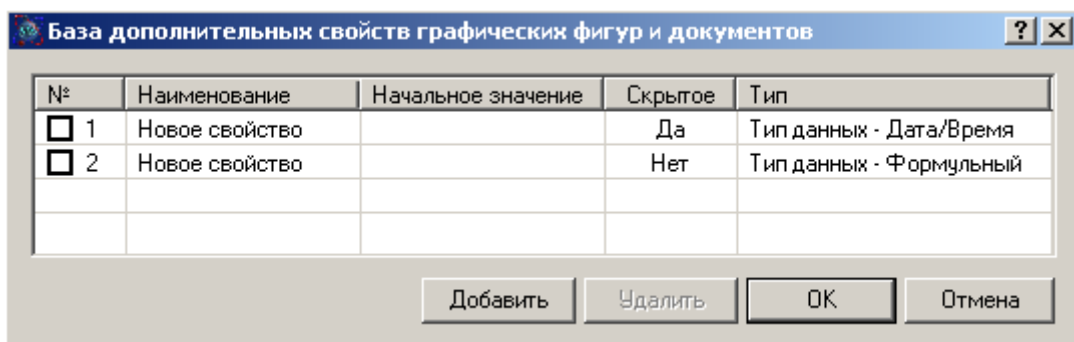 База дополнительных свойств графических фигур и документов
№ Наименование Начальное значение Скрытое Тип
1 Новое свойство Да Тип данных - Дата/Время
2 Новое свойство Нет Тип данных - Формульный
Добавить Удалить OK Отмена